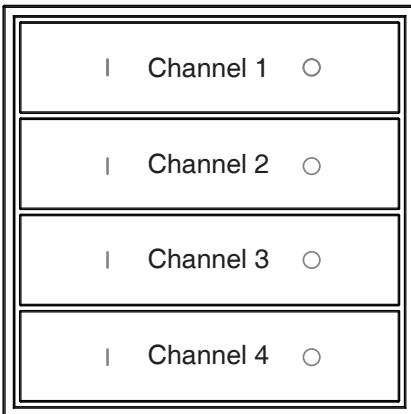 | Channel 1 ○
| Channel 2 ○
| Channel 3 ○
| Channel 4 ○